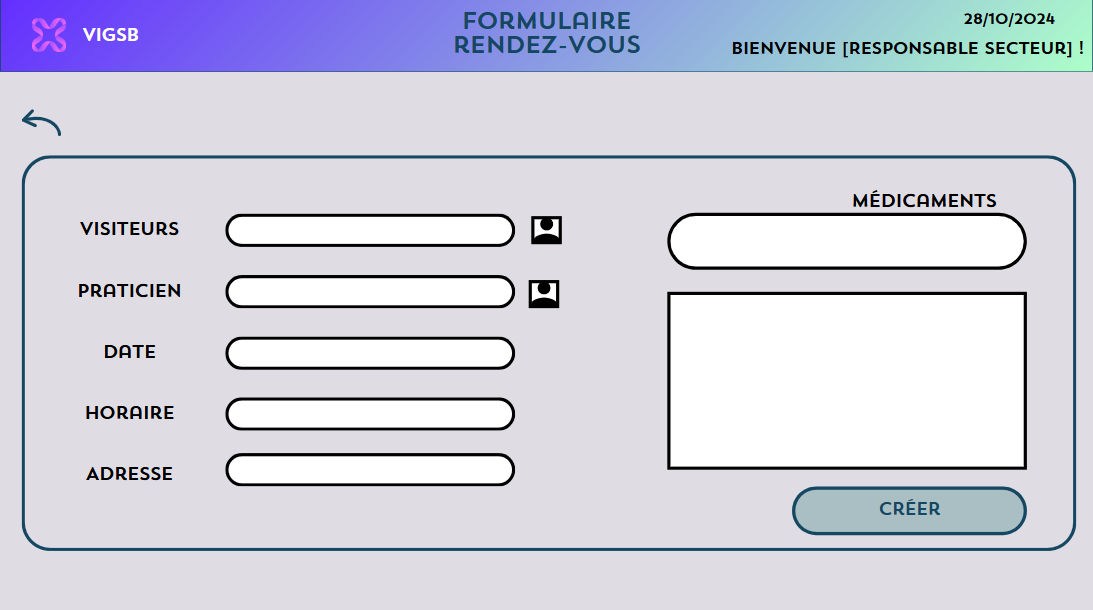 VIGSB
FORMULAIRE
RENDEZ-VOUS
28/10/2024
BIENVENUE [RESPONSABLE SECTEUR] !
MÉDICAMENTS
VISITEURS
PRATICIEN
DATE
HORAIRE
ADRESSE
CRÉER